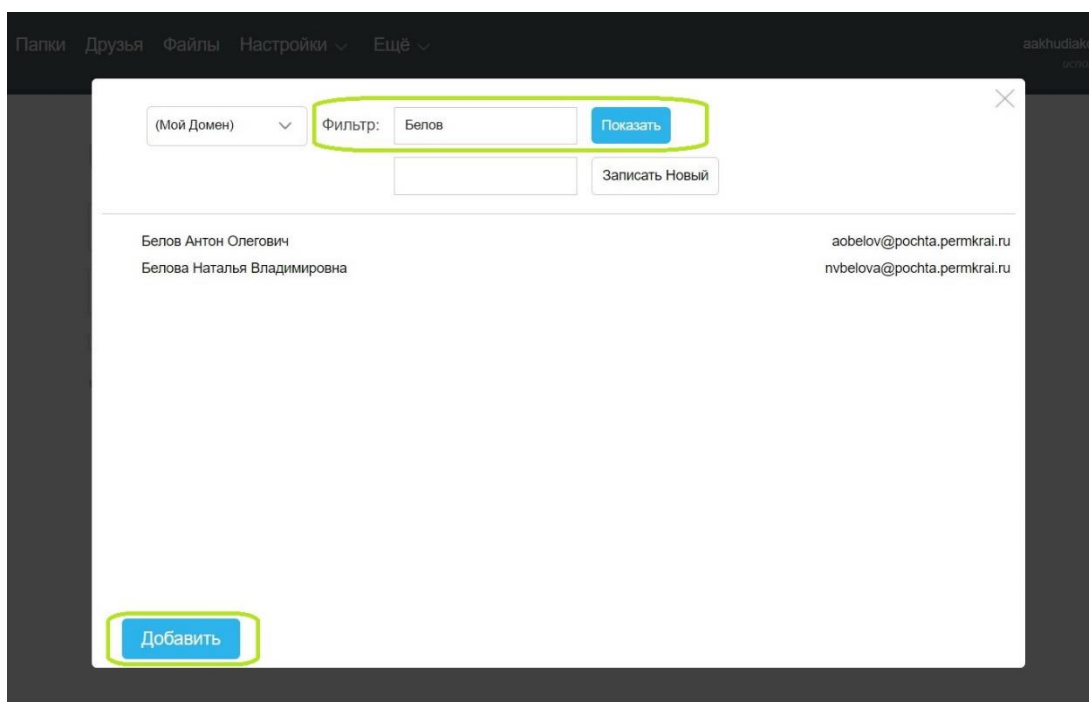 Папки Друзья Файлы Настройки Ещё
(Мой Домен) Фильтр: Белов Показать
Записать Новый
Белов Антон Олегович aobelov@pochta.permkrai.ru
Белова Наталья Владимировна nvbelova@pochta.permkrai.ru
Добавить